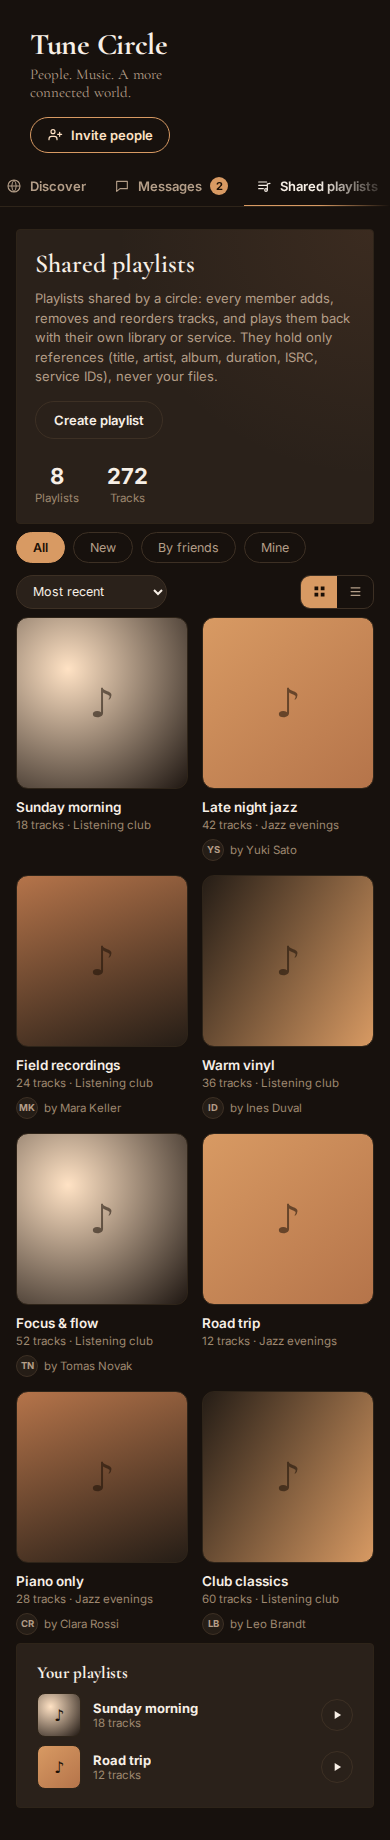 Tune Circle
People. Music. A more
connected world.
Invite people
Discover
Messages 2
Shared playlists
Shared playlists
Playlists shared by a circle: every member adds,
removes and reorders tracks, and plays them back
with their own library or service. They hold only
references (title, artist, album, duration, ISRC,
service IDs), never your files.
Create playlist
8 272
Playlists Tracks
All New By friends Mine
Most recent
Sunday morning
18 tracks · Listening club
Late night jazz
42 tracks · Jazz evenings
YS by Yuki Sato
Field recordings
24 tracks · Listening club
MK by Mara Keller
Warm vinyl
36 tracks · Listening club
ID by Ines Duval
Focus & flow
52 tracks · Listening club
TN by Tomas Novak
Road trip
12 tracks · Jazz evenings
Piano only
28 tracks · Jazz evenings
CR by Clara Rossi
Club classics
60 tracks · Listening club
LB by Leo Brandt
Your playlists
Sunday morning
18 tracks
Road trip
12 tracks